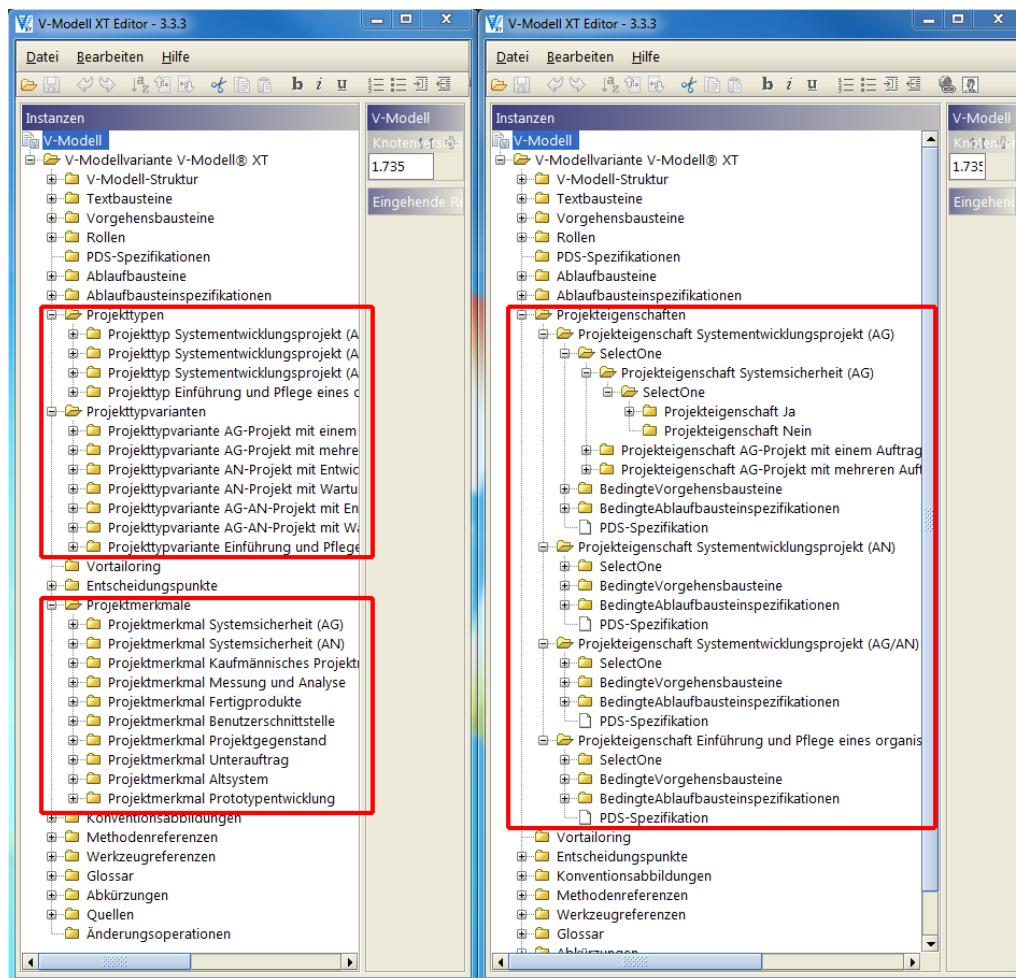 V-Modell XT Editor - 3.3.3
Datei Bearbeiten Hilfe
b i u
Instanzen
V-Modell
V-Modellvariante V-Modell® XT
V-Modell-Struktur
Textbausteine
Vorgehensbausteine
Rollen
PDS-Spezifikationen
Ablaufbausteine
Ablaufbausteinspezifikationen
Projekttypen
Projekttyp Systementwicklungsprojekt (A
Projekttyp Systementwicklungsprojekt (A
Projekttyp Systementwicklungsprojekt (A
Projekttyp Einführung und Pflege eines o
Projekttypvarianten
Projekttypvariante AG-Projekt mit einem
Projekttypvariante AG-Projekt mit mehre
Projekttypvariante AN-Projekt mit Entwic
Projekttypvariante AN-Projekt mit Wartu
Projekttypvariante AG-AN-Projekt mit En
Projekttypvariante AG-AN-Projekt mit Wa
Projekttypvariante Einführung und Pflege
Vortailoring
Entscheidungspunkte
Projektmerkmale
Projektmerkmal Systemsicherheit (AG)
Projektmerkmal Systemsicherheit (AN)
Projektmerkmal Kaufmännisches Projektr
Projektmerkmal Messung und Analyse
Projektmerkmal Fertigprodukte
Projektmerkmal Benutzerschnittstelle
Projektmerkmal Projektgegenstand
Projektmerkmal Unterauftrag
Projektmerkmal Altsystem
Projektmerkmal Prototypentwicklung
Konventionsabbildungen
Methodenreferenzen
Werkzeugreferenzen
Glossar
Abkürzungen
Quellen
Änderungsoperationen
V-Modell
Knotenversion
1.735
Eingehende Re
V-Modell XT Editor - 3.3.3
Datei Bearbeiten Hilfe
b i u
Instanzen
V-Modell
V-Modellvariante V-Modell® XT
V-Modell-Struktur
Textbausteine
Vorgehensbausteine
Rollen
PDS-Spezifikationen
Ablaufbausteine
Ablaufbausteinspezifikationen
Projekteigenschaften
Projekteigenschaft Systementwicklungsprojekt (AG)
SelectOne
Projekteigenschaft Systemsicherheit (AG)
SelectOne
Projekteigenschaft Ja
Projekteigenschaft Nein
Projekteigenschaft AG-Projekt mit einem Auftrag
Projekteigenschaft AG-Projekt mit mehreren Auft
BedingteVorgehensbausteine
BedingteAblaufbausteinspezifikationen
PDS-Spezifikation
Projekteigenschaft Systementwicklungsprojekt (AN)
SelectOne
BedingteVorgehensbausteine
BedingteAblaufbausteinspezifikationen
PDS-Spezifikation
Projekteigenschaft Systementwicklungsprojekt (AG/AN)
SelectOne
BedingteVorgehensbausteine
BedingteAblaufbausteinspezifikationen
PDS-Spezifikation
Projekteigenschaft Einführung und Pflege eines organis
SelectOne
BedingteVorgehensbausteine
BedingteAblaufbausteinspezifikationen
PDS-Spezifikation
Vortailoring
Entscheidungspunkte
Konventionsabbildungen
Methodenreferenzen
Werkzeugreferenzen
Glossar
Abkürzungen
V-Modell
Knotenversion
1.735
Eingehend